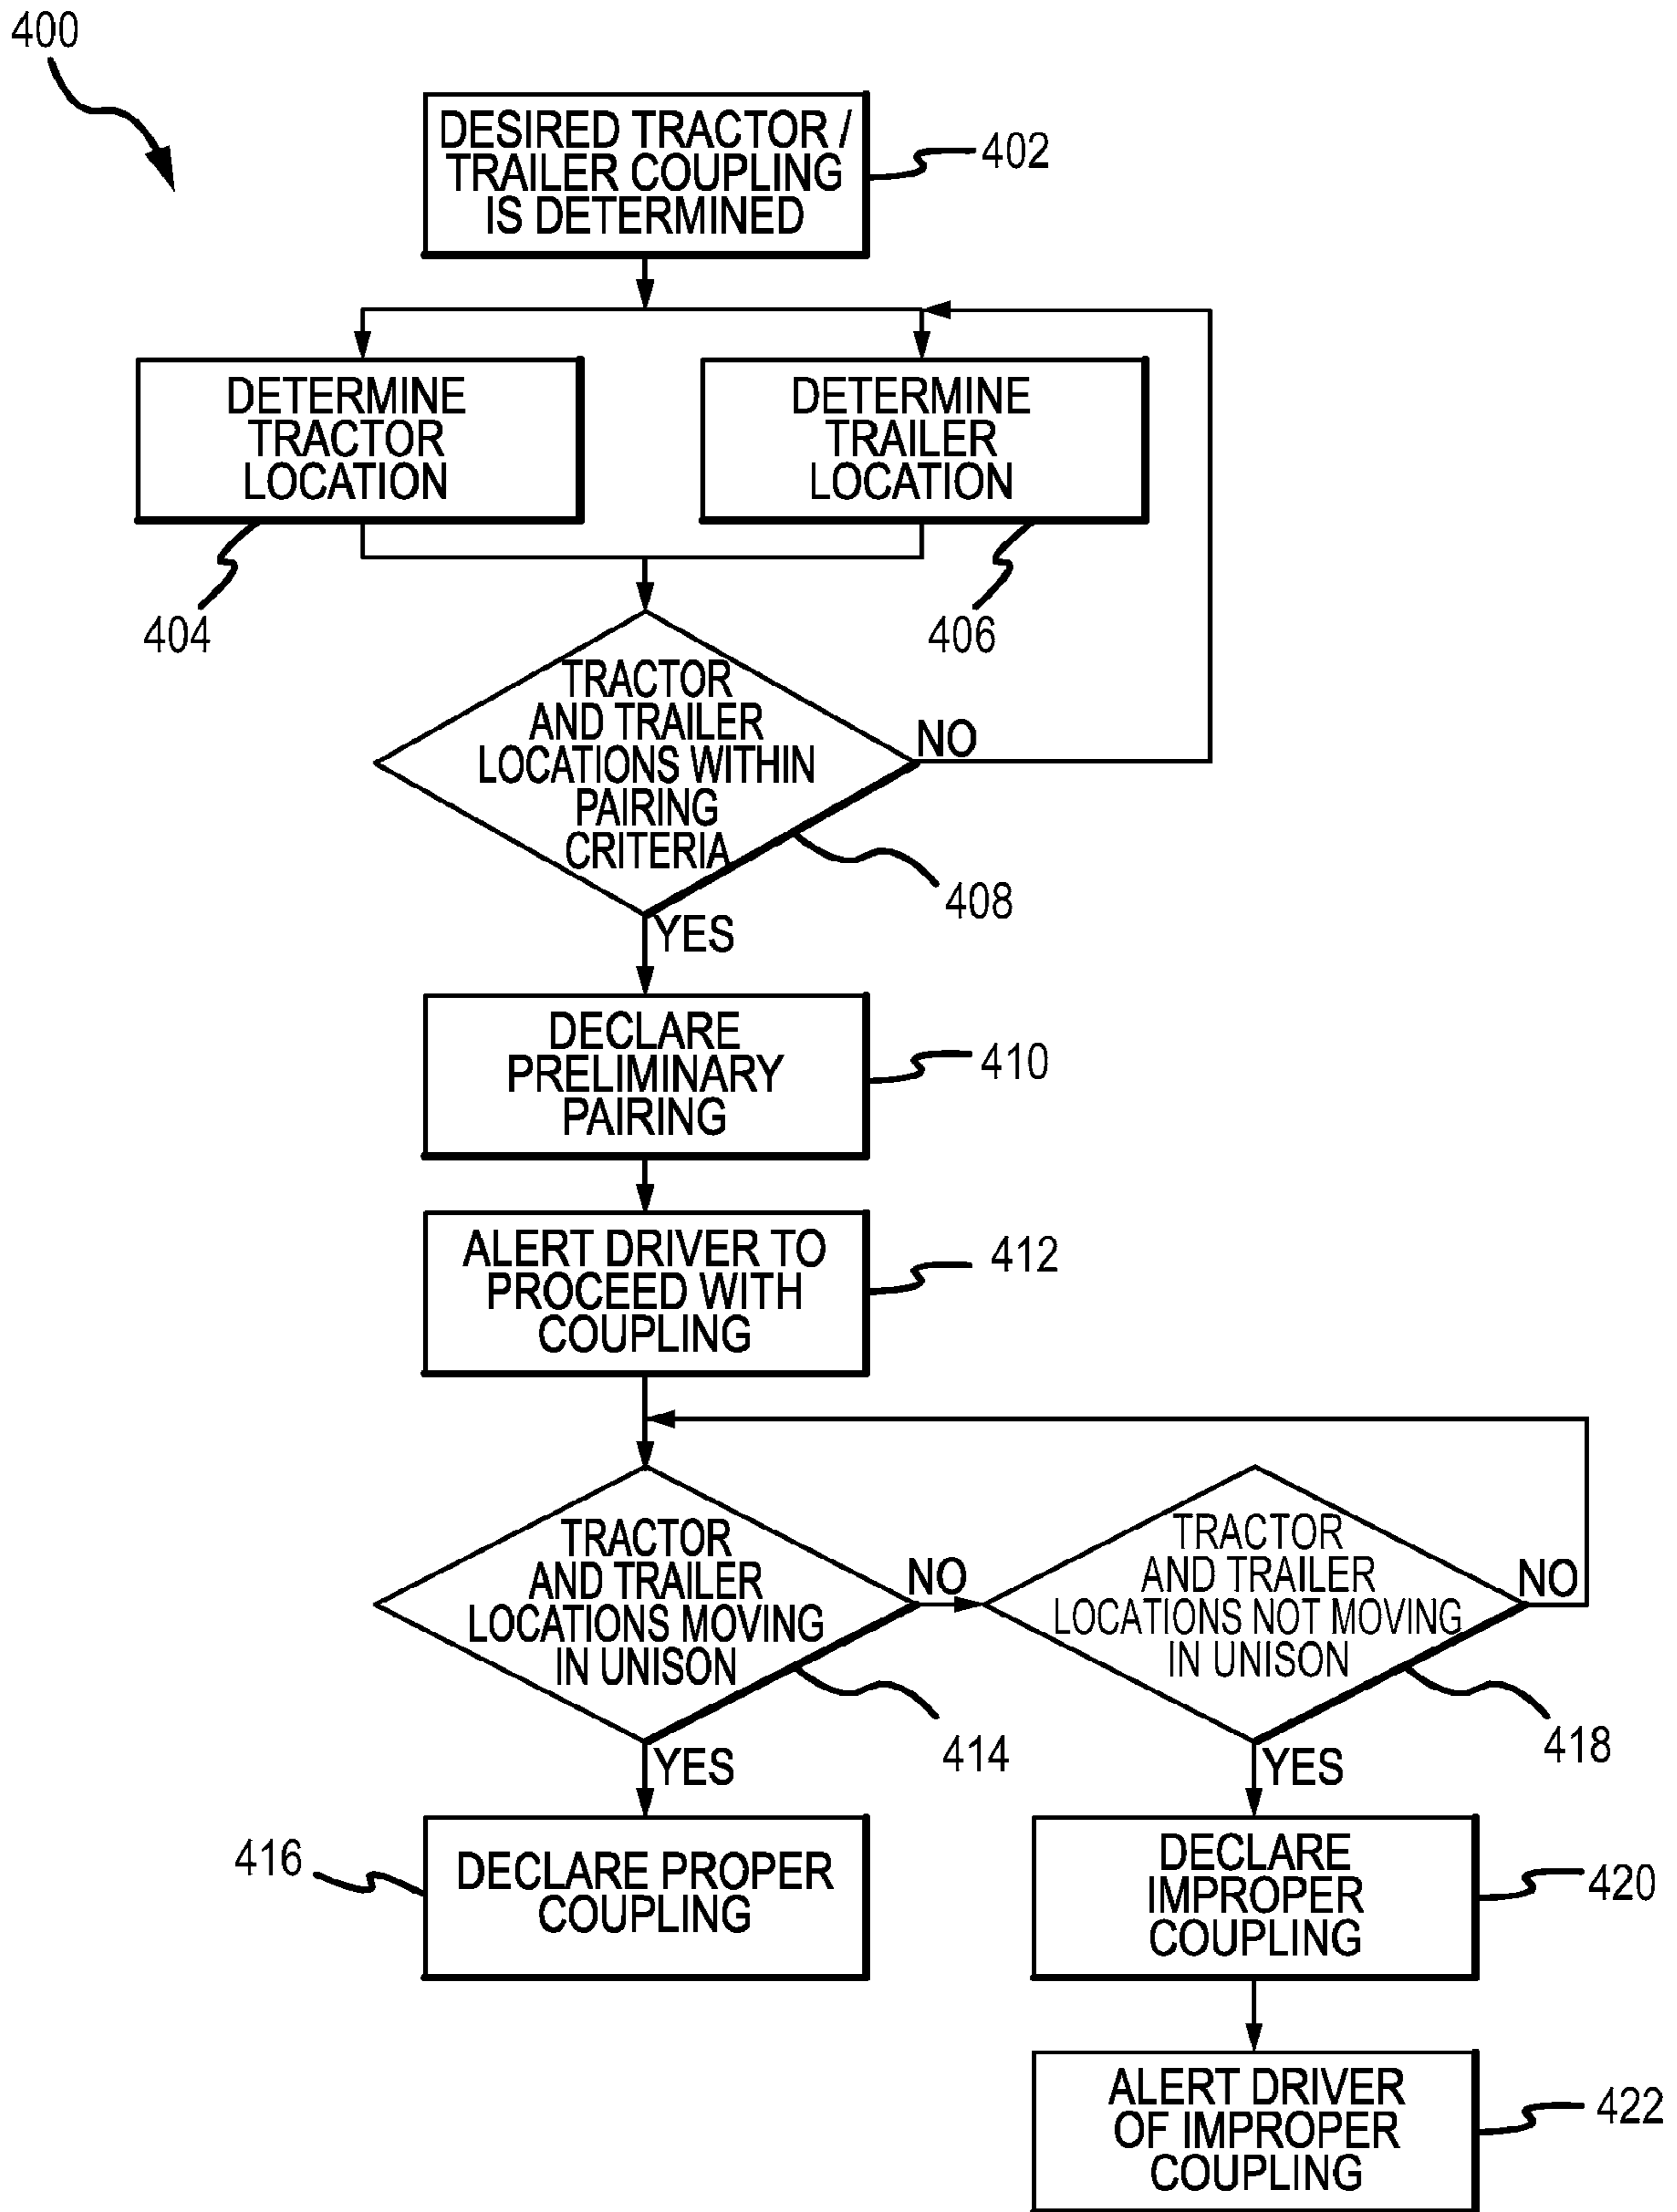 400
DESIRED TRACTOR /
TRAILER COUPLING
IS DETERMINED
402
DETERMINE
TRACTOR
LOCATION
404
DETERMINE
TRAILER
LOCATION
406
TRACTOR
AND TRAILER
LOCATIONS WITHIN
PAIRING
CRITERIA
NO
408
YES
DECLARE
PRELIMINARY
PAIRING
410
ALERT DRIVER TO
PROCEED WITH
COUPLING
412
TRACTOR
AND TRAILER
LOCATIONS MOVING
IN UNISON
NO
414
YES
TRACTOR
AND TRAILER
LOCATIONS NOT MOVING
IN UNISON
NO
418
YES
416
DECLARE PROPER
COUPLING
DECLARE
IMPROPER
COUPLING
420
ALERT DRIVER
OF IMPROPER
COUPLING
422